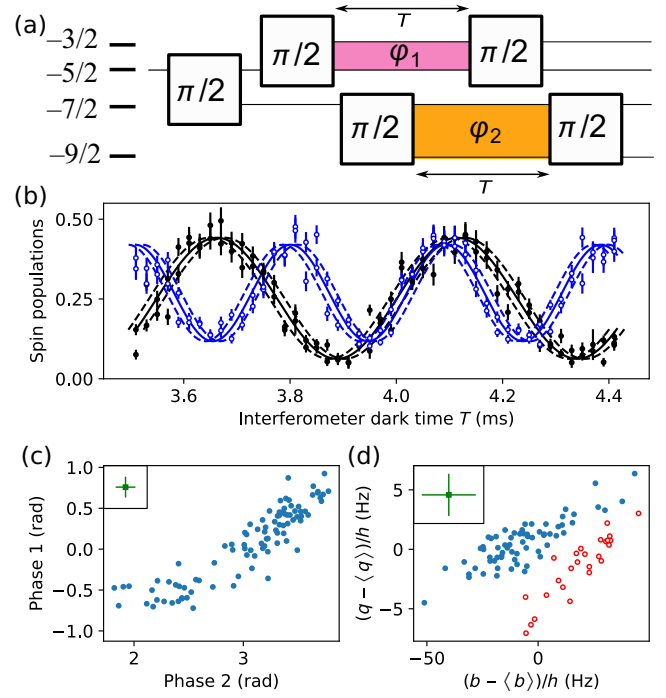 (a)
T
−3/2
−5/2
−7/2
−9/2
π/2
π/2
φ₁
π/2
π/2
φ₂
π/2
T
(b)
Spin populations
0.50
0.25
0.00
3.6
3.8
4.0
4.2
4.4
Interferometer dark time T (ms)
(c)
Phase 1 (rad)
1.0
0.5
0.0
−0.5
−1.0
2
3
Phase 2 (rad)
(d)
(q − ⟨q⟩)/h (Hz)
5
0
−5
−50
0
(b − ⟨b⟩)/h (Hz)